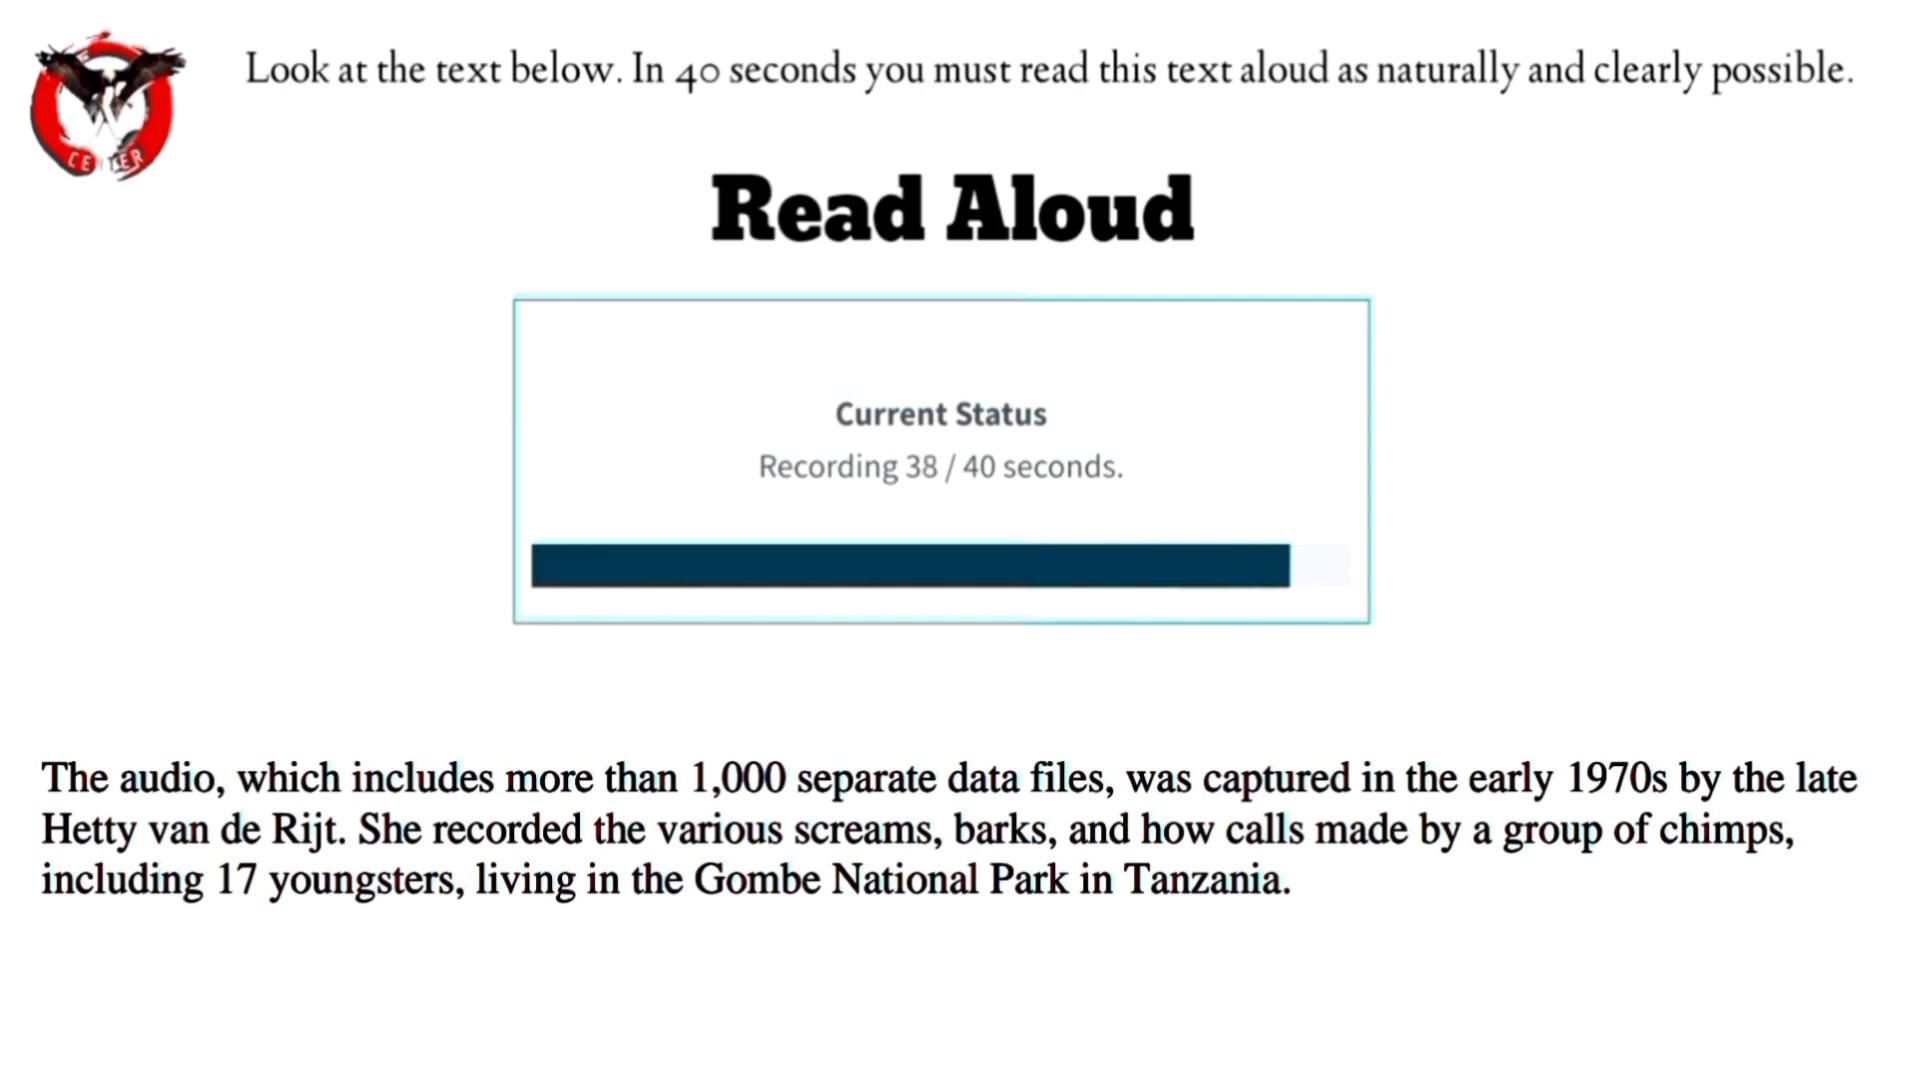 Look at the text below. In 40 seconds you must read this text aloud as naturally and clearly possible.
CENTER
Read Aloud
Current Status
Recording 38 / 40 seconds.
The audio, which includes more than 1,000 separate data files, was captured in the early 1970s by the late
Hetty van de Rijt. She recorded the various screams, barks, and how calls made by a group of chimps,
including 17 youngsters, living in the Gombe National Park in Tanzania.